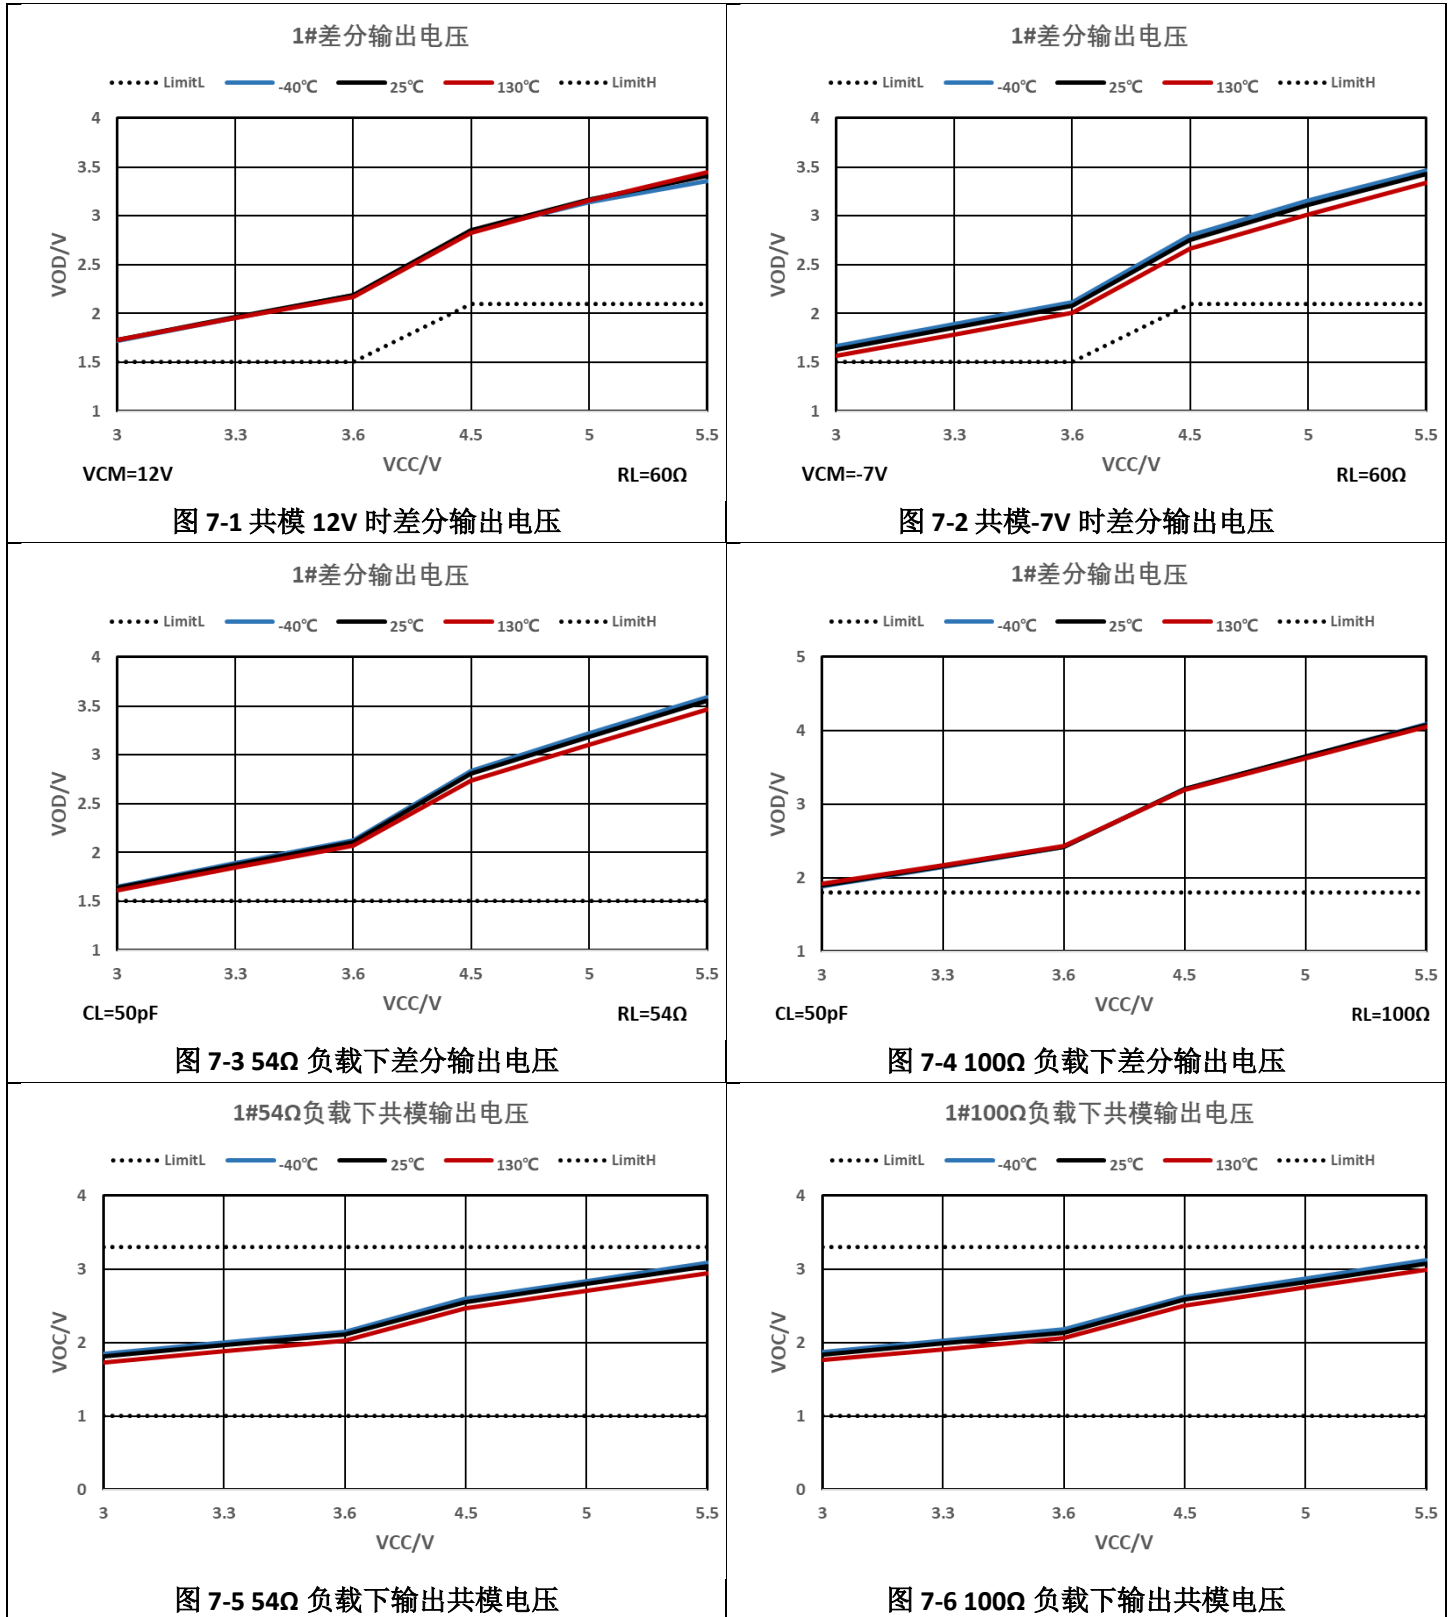 1#差分输出电压
LimitL -40℃ 25℃ 130℃ LimitH
4
3.5
3
2.5
2
1.5
1
VOD/V
3 3.3 3.6 4.5 5 5.5
VCC/V
VCM=12V RL=60Ω
图 7-1 共模 12V 时差分输出电压
1#差分输出电压
LimitL -40℃ 25℃ 130℃ LimitH
4
3.5
3
2.5
2
1.5
1
VOD/V
3 3.3 3.6 4.5 5 5.5
VCC/V
VCM=-7V RL=60Ω
图 7-2 共模-7V 时差分输出电压
1#差分输出电压
LimitL -40℃ 25℃ 130℃ LimitH
4
3.5
3
2.5
2
1.5
1
VOD/V
3 3.3 3.6 4.5 5 5.5
VCC/V
CL=50pF RL=54Ω
图 7-3 54Ω 负载下差分输出电压
1#差分输出电压
LimitL -40℃ 25℃ 130℃ LimitH
5
4
3
2
1
VOD/V
3 3.3 3.6 4.5 5 5.5
VCC/V
CL=50pF RL=100Ω
图 7-4 100Ω 负载下差分输出电压
1#54Ω负载下共模输出电压
LimitL -40℃ 25℃ 130℃ LimitH
4
3
2
1
0
VOC/V
3 3.3 3.6 4.5 5 5.5
VCC/V
图 7-5 54Ω 负载下输出共模电压
1#100Ω负载下共模输出电压
LimitL -40℃ 25℃ 130℃ LimitH
4
3
2
1
0
VOC/V
3 3.3 3.6 4.5 5 5.5
VCC/V
图 7-6 100Ω 负载下输出共模电压